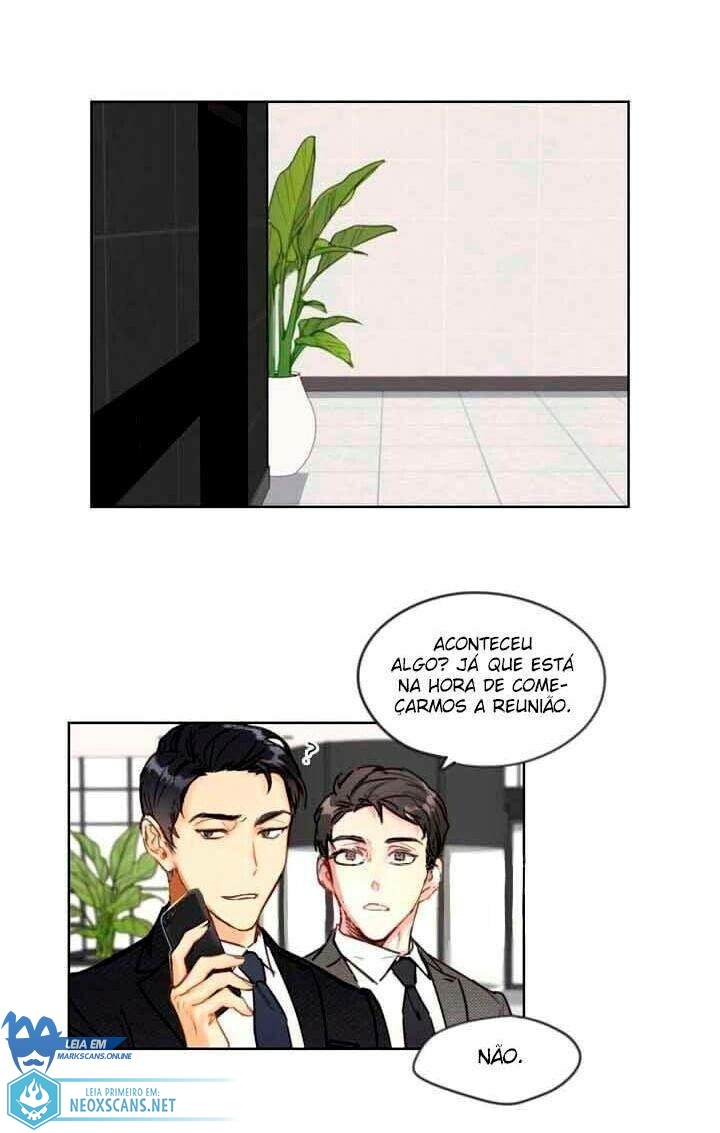 ACONTECEU
ALGO? JÁ QUE ESTÁ
NA HORA DE COME-
ÇARMOS A REUNIÃO.
?
NÃO.
LEIA EM
MARKSCANS.ONLINE
LEIA PRIMEIRO EM:
NEOXSCANS.NET